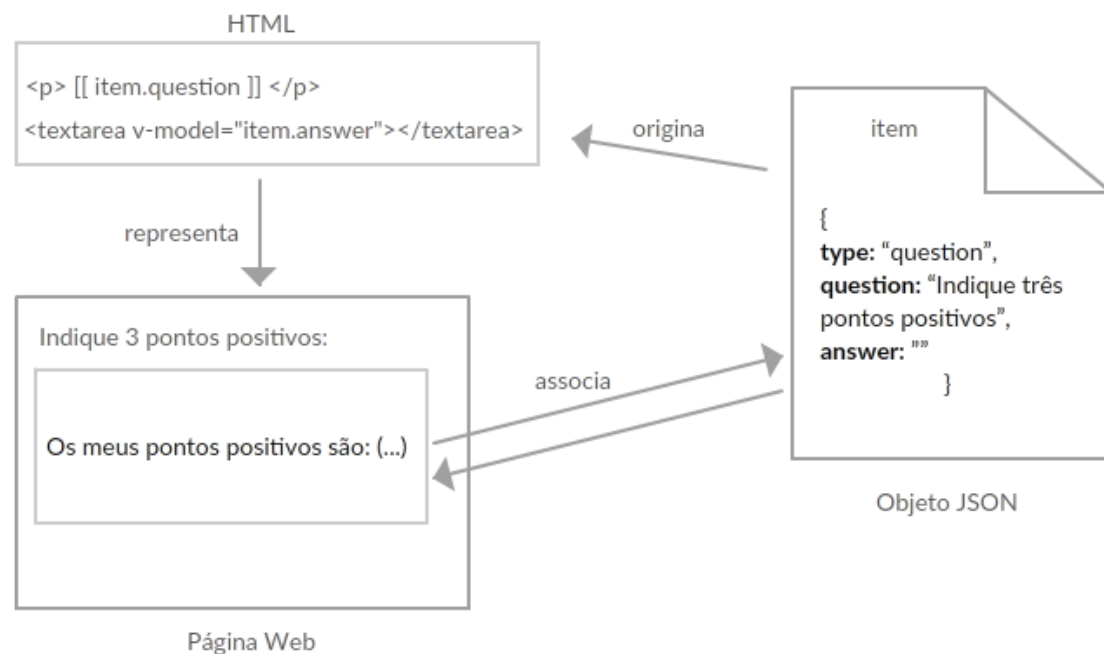 HTML
<p> [[ item.question ]] </p>
<textarea v-model="item.answer"></textarea>
origina
item
representa
{
type: “question”,
question: “Indique três
pontos positivos”,
answer: ””
}
Indique 3 pontos positivos:
associa
Os meus pontos positivos são: (...)
Objeto JSON
Página Web